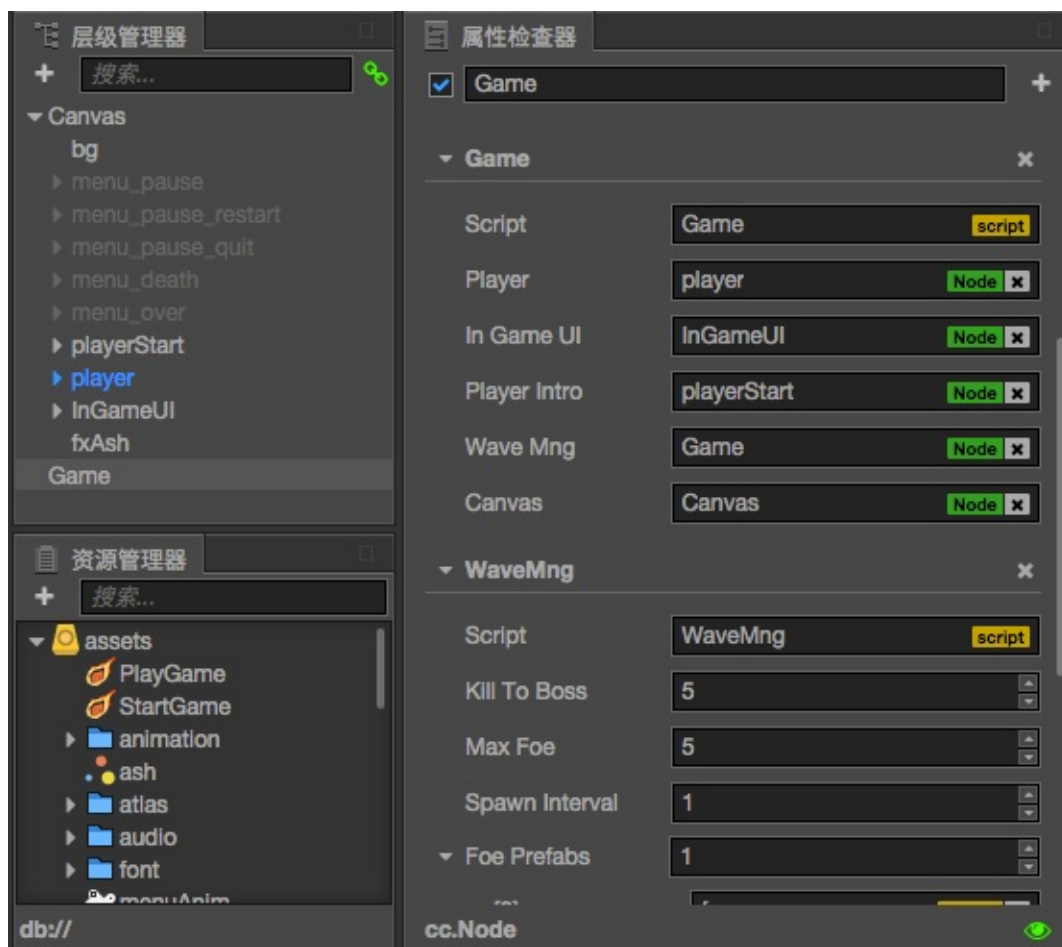 层级管理器
搜索...
Canvas
bg
menu_pause
menu_pause_restart
menu_pause_quit
menu_death
menu_over
playerStart
player
InGameUI
fxAsh
Game
资源管理器
搜索...
assets
PlayGame
StartGame
animation
ash
atlas
audio
font
menuAnim
db://
属性检查器
Game
Game
Script Game script
Player player Node
In Game UI InGameUI Node
Player Intro playerStart Node
Wave Mng Game Node
Canvas Canvas Node
WaveMng
Script WaveMng script
Kill To Boss 5
Max Foe 5
Spawn Interval 1
Foe Prefabs 1
cc.Node